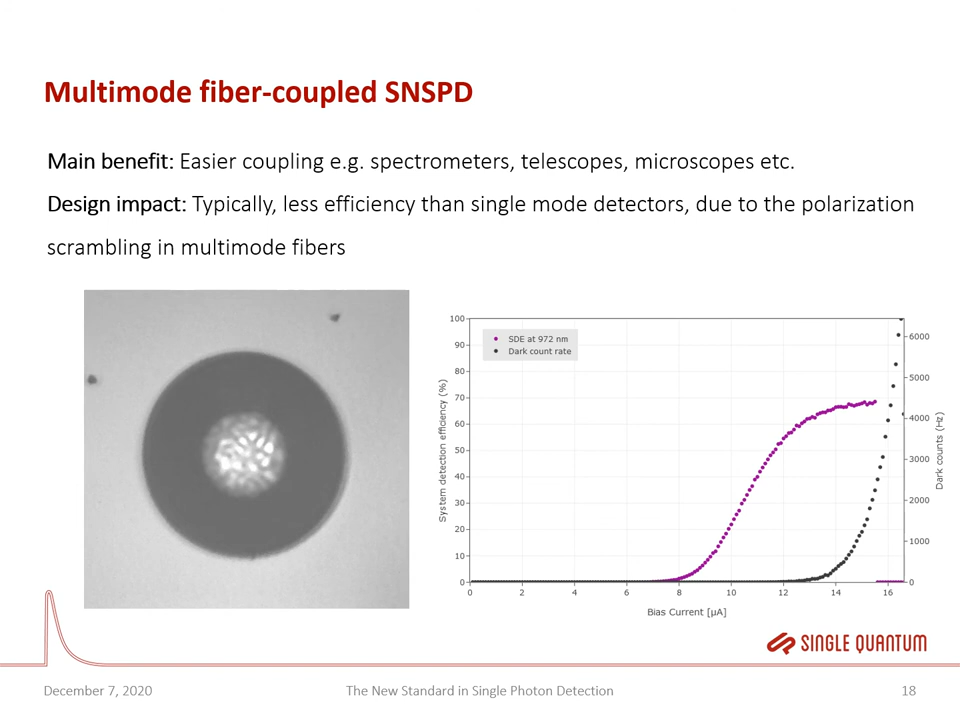 Multimode fiber-coupled SNSPD
Main benefit: Easier coupling e.g. spectrometers, telescopes, microscopes etc.
Design impact: Typically, less efficiency than single mode detectors, due to the polarization
scrambling in multimode fibers
System detection efficiency (%)
100
90
80
70
60
50
40
30
20
10
0
SDE at 972 nm
Dark count rate
6000
5000
4000
3000
2000
1000
0
Dark counts (Hz)
0 2 4 6 8 10 12 14 16
Bias Current [µA]
SINGLE QUANTUM
December 7, 2020
The New Standard in Single Photon Detection
18